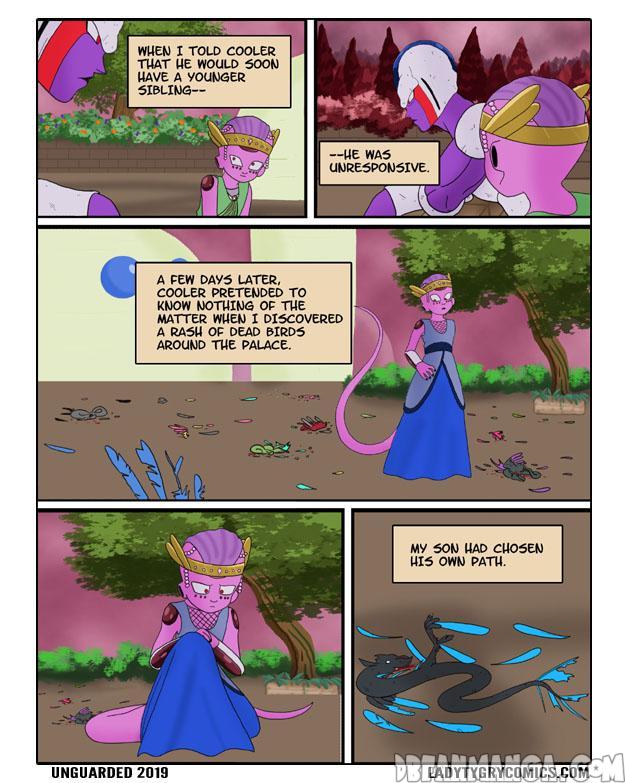 WHEN I TOLD COOLER
THAT HE WOULD SOON
HAVE A YOUNGER
SIBLING--
--HE WAS
UNRESPONSIVE.
A FEW DAYS LATER,
COOLER PRETENDED TO
KNOW NOTHING OF THE
MATTER WHEN I DISCOVERED
A RASH OF DEAD BIRDS
AROUND THE PALACE.
MY SON HAD CHOSEN
HIS OWN PATH.
UNGUARDED 2019
LADYTYGRYCOMICS.COM
DBFANMANGA.COM